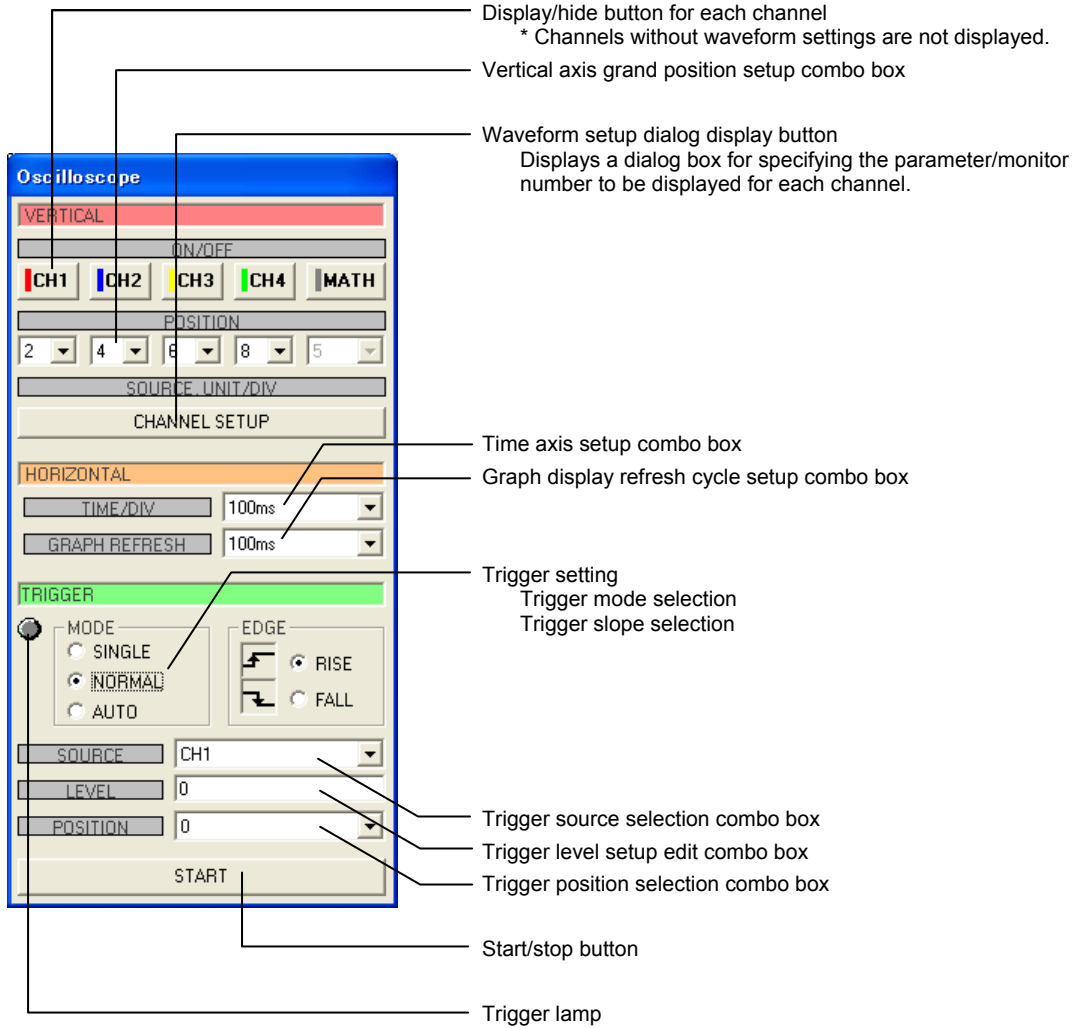 Display/hide button for each channel
* Channels without waveform settings are not displayed.
Vertical axis grand position setup combo box
Waveform setup dialog display button
Displays a dialog box for specifying the parameter/monitor
number to be displayed for each channel.
Oscilloscope
VERTICAL
ON/OFF
CH1 CH2 CH3 CH4 MATH
POSITION
2 4 6 8 5
SOURCE. UNIT/DIV
CHANNEL SETUP
Time axis setup combo box
HORIZONTAL
Graph display refresh cycle setup combo box
TIME/DIV 100ms
GRAPH REFRESH 100ms
Trigger setting
Trigger mode selection
Trigger slope selection
TRIGGER
MODE EDGE
SINGLE
RISE
NORMAL
FALL
AUTO
SOURCE CH1
LEVEL 0
POSITION 0
Trigger source selection combo box
Trigger level setup edit combo box
Trigger position selection combo box
START
Start/stop button
Trigger lamp